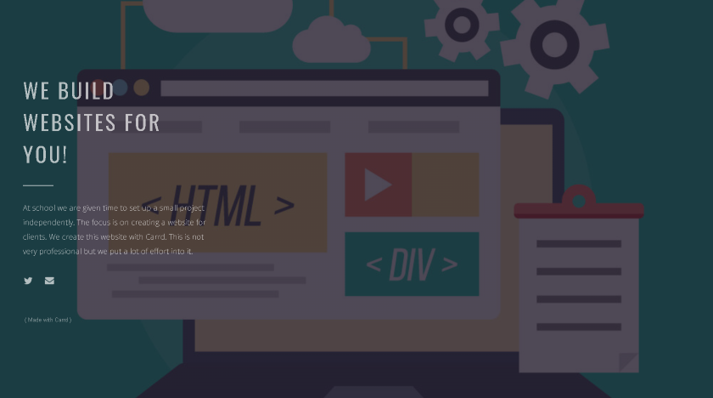 WE BUILD
WEBSITES FOR
YOU!
At school we are given time to set up a small project
independently. The focus is on creating a website for
clients. We create this website with Carrd. This is not
very professional but we put a lot of effort into it.
( Made with Carrd )
< HTML >
< DIV >